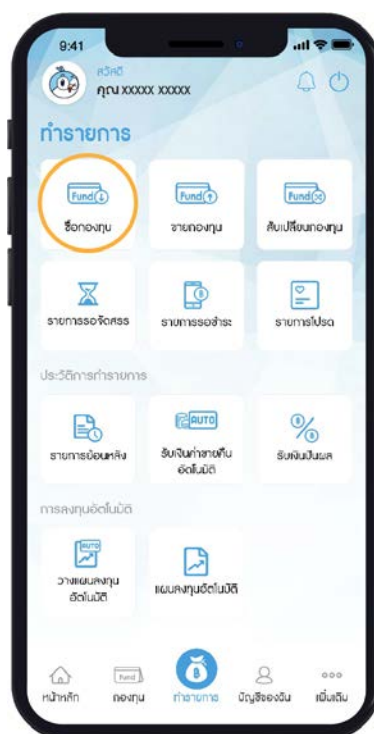 9:41
สวัสดี
คุณ xxxxx xxxxx
ทำรายการ
Fund
Fund
Fund
ซื้อกองทุน
ขายกองทุน
สับเปลี่ยนกองทุน
รายการรอจัดสรร
รายการรอชำระ
รายการโปรด
ประวัติการทำรายการ
AUTO
รายการย้อนหลัง
รับเงินค่าขายคืน
อัตโนมัติ
รับเงินปันผล
การลงทุนอัตโนมัติ
AUTO
วางแผนลงทุน
อัตโนมัติ
แผนลงทุนอัตโนมัติ
Fund
หน้าหลัก
กองทุน
ทำรายการ
บัญชีของฉัน
เพิ่มเติม